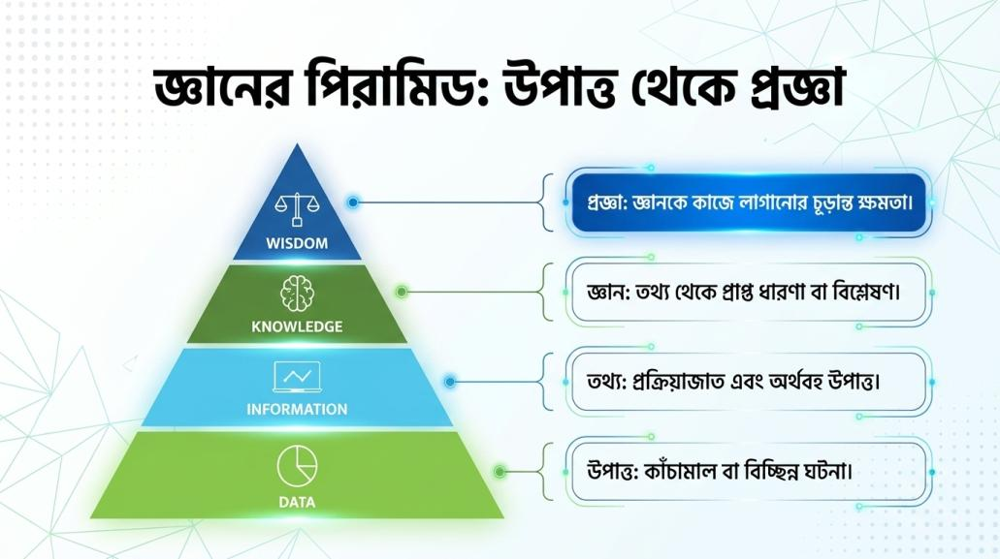 জ্ঞানের পিরামিড: উপাত্ত থেকে প্রজ্ঞা
WISDOM
প্রজ্ঞা: জ্ঞানকে কাজে লাগানোর চূড়ান্ত ক্ষমতা।
KNOWLEDGE
জ্ঞান: তথ্য থেকে প্রাপ্ত ধারণা বা বিশ্লেষণ।
INFORMATION
তথ্য: প্রক্রিয়াজাত এবং অর্থবহ উপাত্ত।
DATA
উপাত্ত: কাঁচামাল বা বিচ্ছিন্ন ঘটনা।